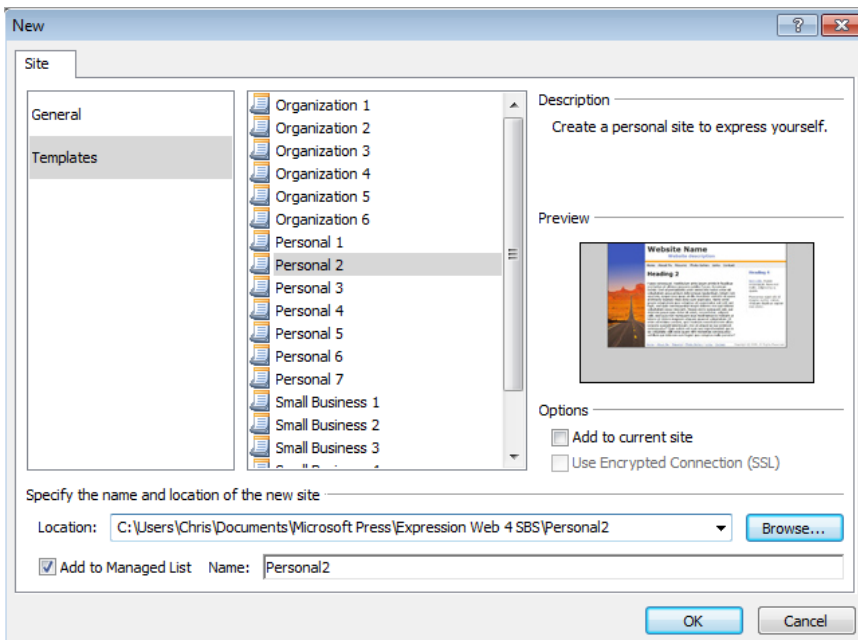 New
Site
General
Templates
Organization 1
Organization 2
Organization 3
Organization 4
Organization 5
Organization 6
Personal 1
Personal 2
Personal 3
Personal 4
Personal 5
Personal 6
Personal 7
Small Business 1
Small Business 2
Small Business 3
Description
Create a personal site to express yourself.
Preview
Website Name
Website description
Heading 2
Options
Add to current site
Use Encrypted Connection (SSL)
Specify the name and location of the new site
Location: C:\Users\Chris\Documents\Microsoft Press\Expression Web 4 SBS\Personal2 Browse...
Add to Managed List Name: Personal2
OK Cancel